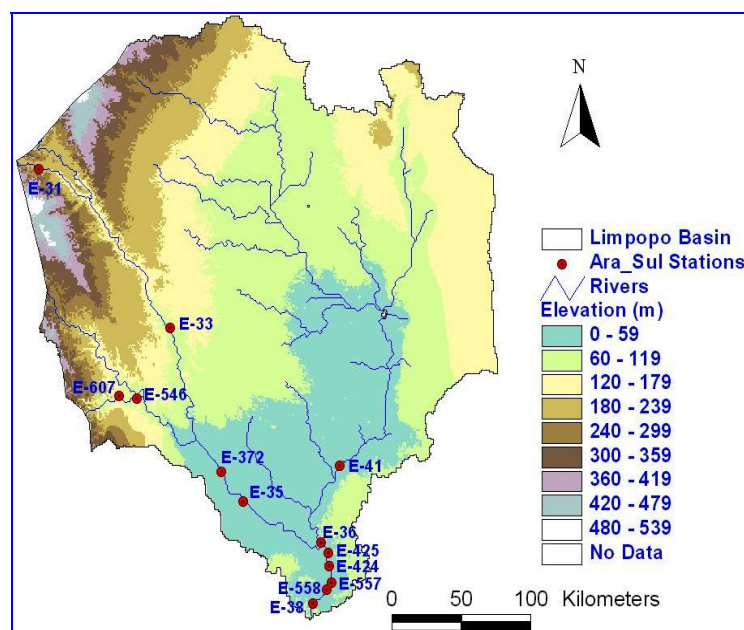 N
E-31
E-33
E-607
E-546
E-372
E-35
E-41
E-36
E-425
E-424
E-557
E-558
E-38
Limpopo Basin
Ara_Sul Stations
Rivers
Elevation (m)
0 - 59
60 - 119
120 - 179
180 - 239
240 - 299
300 - 359
360 - 419
420 - 479
480 - 539
No Data
0 50 100 Kilometers